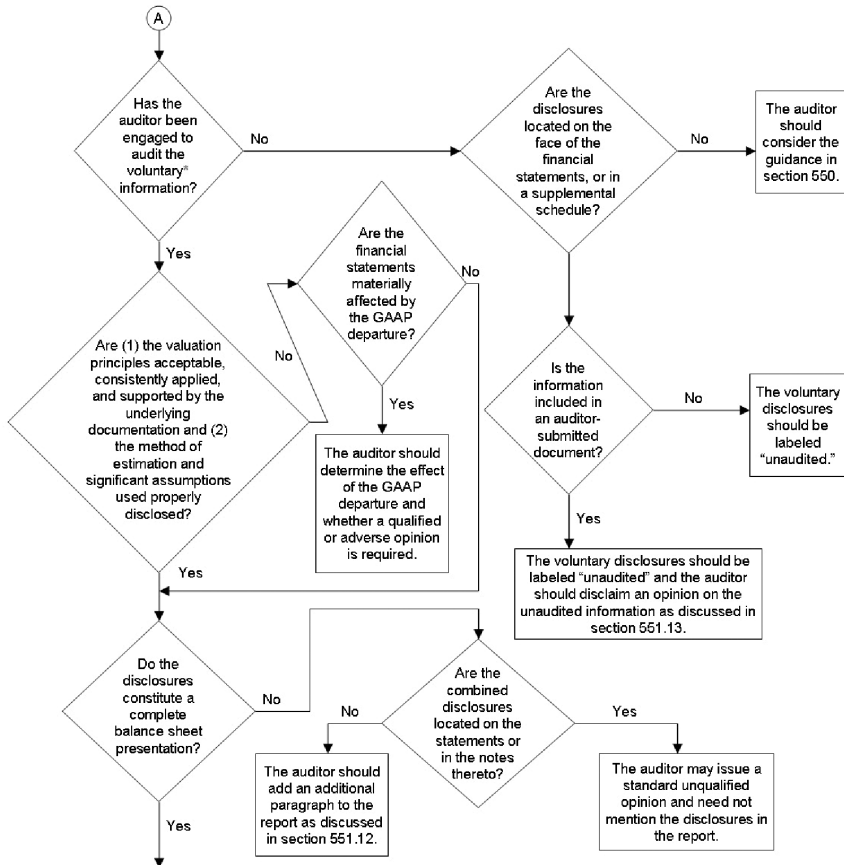 A
Has the
auditor been
engaged to
audit the
voluntary*
information?
No
Are the
disclosures
located on the
face of the
financial
statements, or in
a supplemental
schedule?
No
The auditor
should
consider the
guidance in
section 550.
Yes
Are the
financial
statements
materially
affected by
the GAAP
departure?
No
Are (1) the valuation
principles acceptable,
consistently applied,
and supported by the
underlying
documentation and (2)
the method of
estimation and
significant assumptions
used properly
disclosed?
No
Yes
The auditor should
determine the effect
of the GAAP
departure and
whether a qualified
or adverse opinion
is required.
Is the
information
included in
an auditor-
submitted
document?
No
The voluntary
disclosures
should be
labeled
“unaudited.”
Yes
The voluntary disclosures should be
labeled “unaudited” and the auditor
should disclaim an opinion on the
unaudited information as discussed in
section 551.13.
Yes
Do the
disclosures
constitute a
complete
balance sheet
presentation?
No
Are the
combined
disclosures
located on the
statements or
in the notes
thereto?
No
The auditor should
add an additional
paragraph to the
report as discussed
in section 551.12.
Yes
The auditor may issue a
standard unqualified
opinion and need not
mention the disclosures in
the report.
Yes